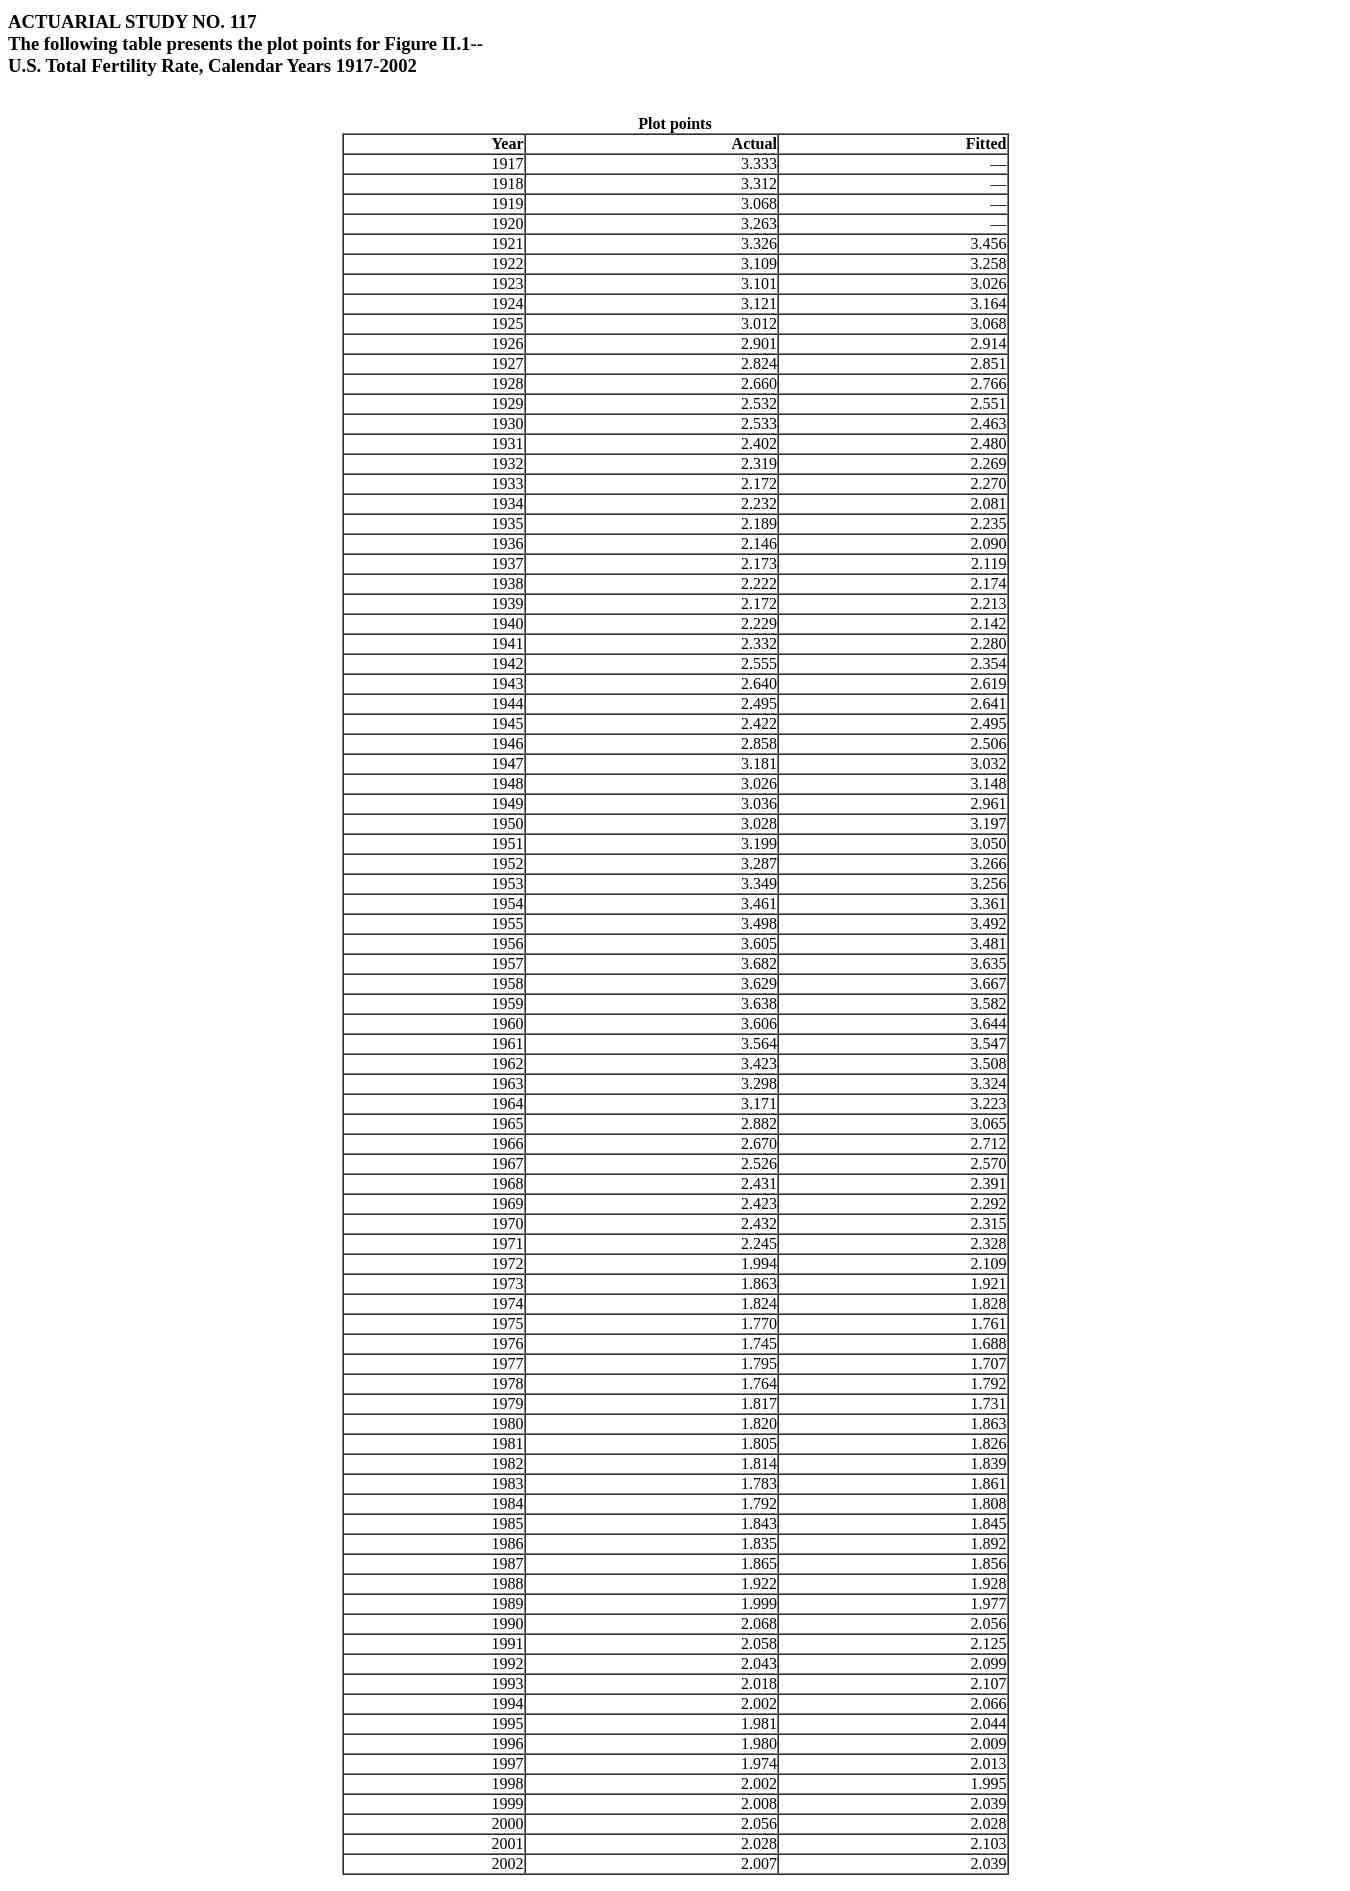 ACTUARIAL STUDY NO. 117
The following table presents the plot points for Figure II.1--
U.S. Total Fertility Rate, Calendar Years 1917-2002
Plot points
Year Actual Fitted
1917 3.333 —
1918 3.312 —
1919 3.068 —
1920 3.263 —
1921 3.326 3.456
1922 3.109 3.258
1923 3.101 3.026
1924 3.121 3.164
1925 3.012 3.068
1926 2.901 2.914
1927 2.824 2.851
1928 2.660 2.766
1929 2.532 2.551
1930 2.533 2.463
1931 2.402 2.480
1932 2.319 2.269
1933 2.172 2.270
1934 2.232 2.081
1935 2.189 2.235
1936 2.146 2.090
1937 2.173 2.119
1938 2.222 2.174
1939 2.172 2.213
1940 2.229 2.142
1941 2.332 2.280
1942 2.555 2.354
1943 2.640 2.619
1944 2.495 2.641
1945 2.422 2.495
1946 2.858 2.506
1947 3.181 3.032
1948 3.026 3.148
1949 3.036 2.961
1950 3.028 3.197
1951 3.199 3.050
1952 3.287 3.266
1953 3.349 3.256
1954 3.461 3.361
1955 3.498 3.492
1956 3.605 3.481
1957 3.682 3.635
1958 3.629 3.667
1959 3.638 3.582
1960 3.606 3.644
1961 3.564 3.547
1962 3.423 3.508
1963 3.298 3.324
1964 3.171 3.223
1965 2.882 3.065
1966 2.670 2.712
1967 2.526 2.570
1968 2.431 2.391
1969 2.423 2.292
1970 2.432 2.315
1971 2.245 2.328
1972 1.994 2.109
1973 1.863 1.921
1974 1.824 1.828
1975 1.770 1.761
1976 1.745 1.688
1977 1.795 1.707
1978 1.764 1.792
1979 1.817 1.731
1980 1.820 1.863
1981 1.805 1.826
1982 1.814 1.839
1983 1.783 1.861
1984 1.792 1.808
1985 1.843 1.845
1986 1.835 1.892
1987 1.865 1.856
1988 1.922 1.928
1989 1.999 1.977
1990 2.068 2.056
1991 2.058 2.125
1992 2.043 2.099
1993 2.018 2.107
1994 2.002 2.066
1995 1.981 2.044
1996 1.980 2.009
1997 1.974 2.013
1998 2.002 1.995
1999 2.008 2.039
2000 2.056 2.028
2001 2.028 2.103
2002 2.007 2.039